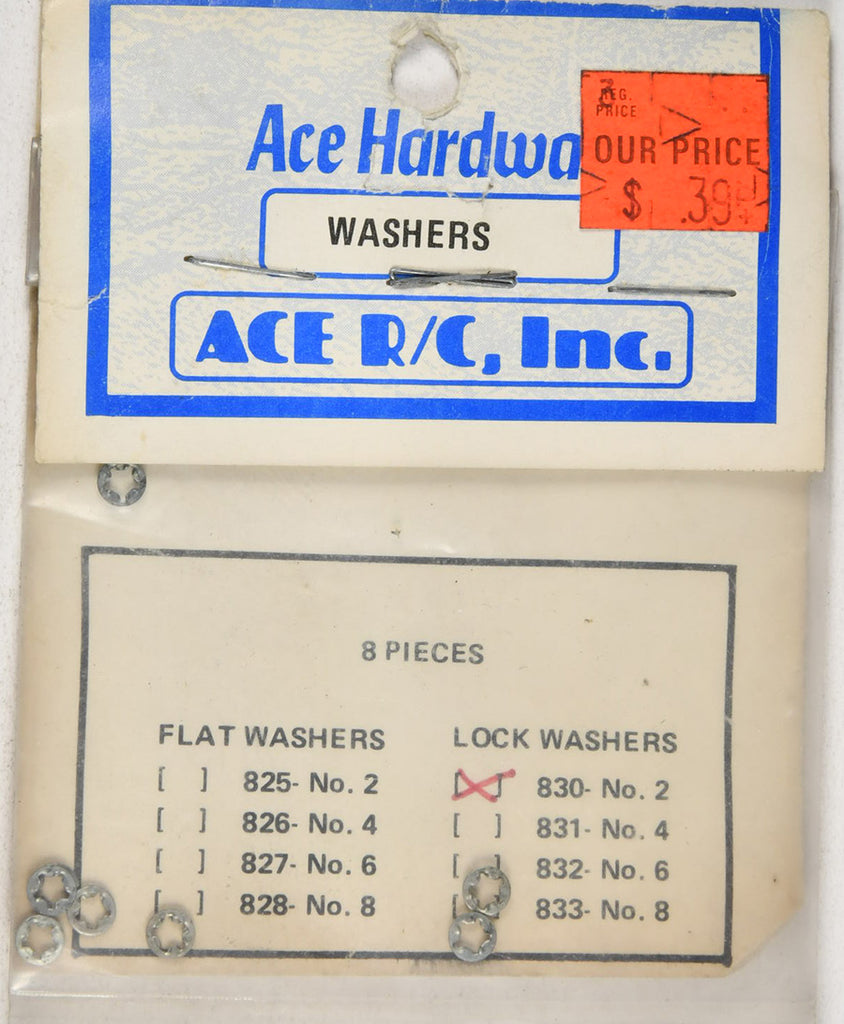 Ace Hardwa
REG.
PRICE
OUR PRICE
$ .39
WASHERS
ACE R/C, Inc.
8 PIECES
FLAT WASHERS
[ ] 825- No. 2
[ ] 826- No. 4
[ ] 827- No. 6
[ ] 828- No. 8
LOCK WASHERS
[X] 830- No. 2
[ ] 831- No. 4
[ ] 832- No. 6
[ ] 833- No. 8